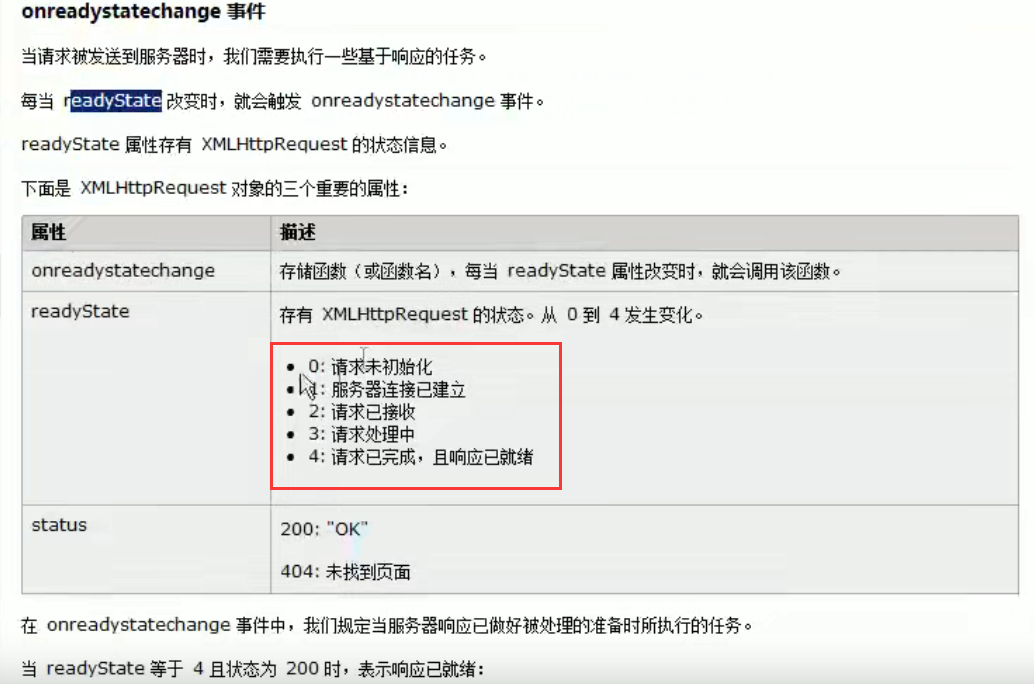 onreadystatechange 事件
当请求被发送到服务器时，我们需要执行一些基于响应的任务。
每当 readyState 改变时，就会触发 onreadystatechange 事件。
readyState 属性存有 XMLHttpRequest 的状态信息。
下面是 XMLHttpRequest 对象的三个重要的属性：
属性 描述
onreadystatechange 存储函数（或函数名），每当 readyState 属性改变时，就会调用该函数。
readyState 存有 XMLHttpRequest 的状态。从 0 到 4 发生变化。
• 0: 请求未初始化
• 1: 服务器连接已建立
• 2: 请求已接收
• 3: 请求处理中
• 4: 请求已完成，且响应已就绪
status 200: "OK"
404: 未找到页面
在 onreadystatechange 事件中，我们规定当服务器响应已做好被处理的准备时所执行的任务。
当 readyState 等于 4 且状态为 200 时，表示响应已就绪：